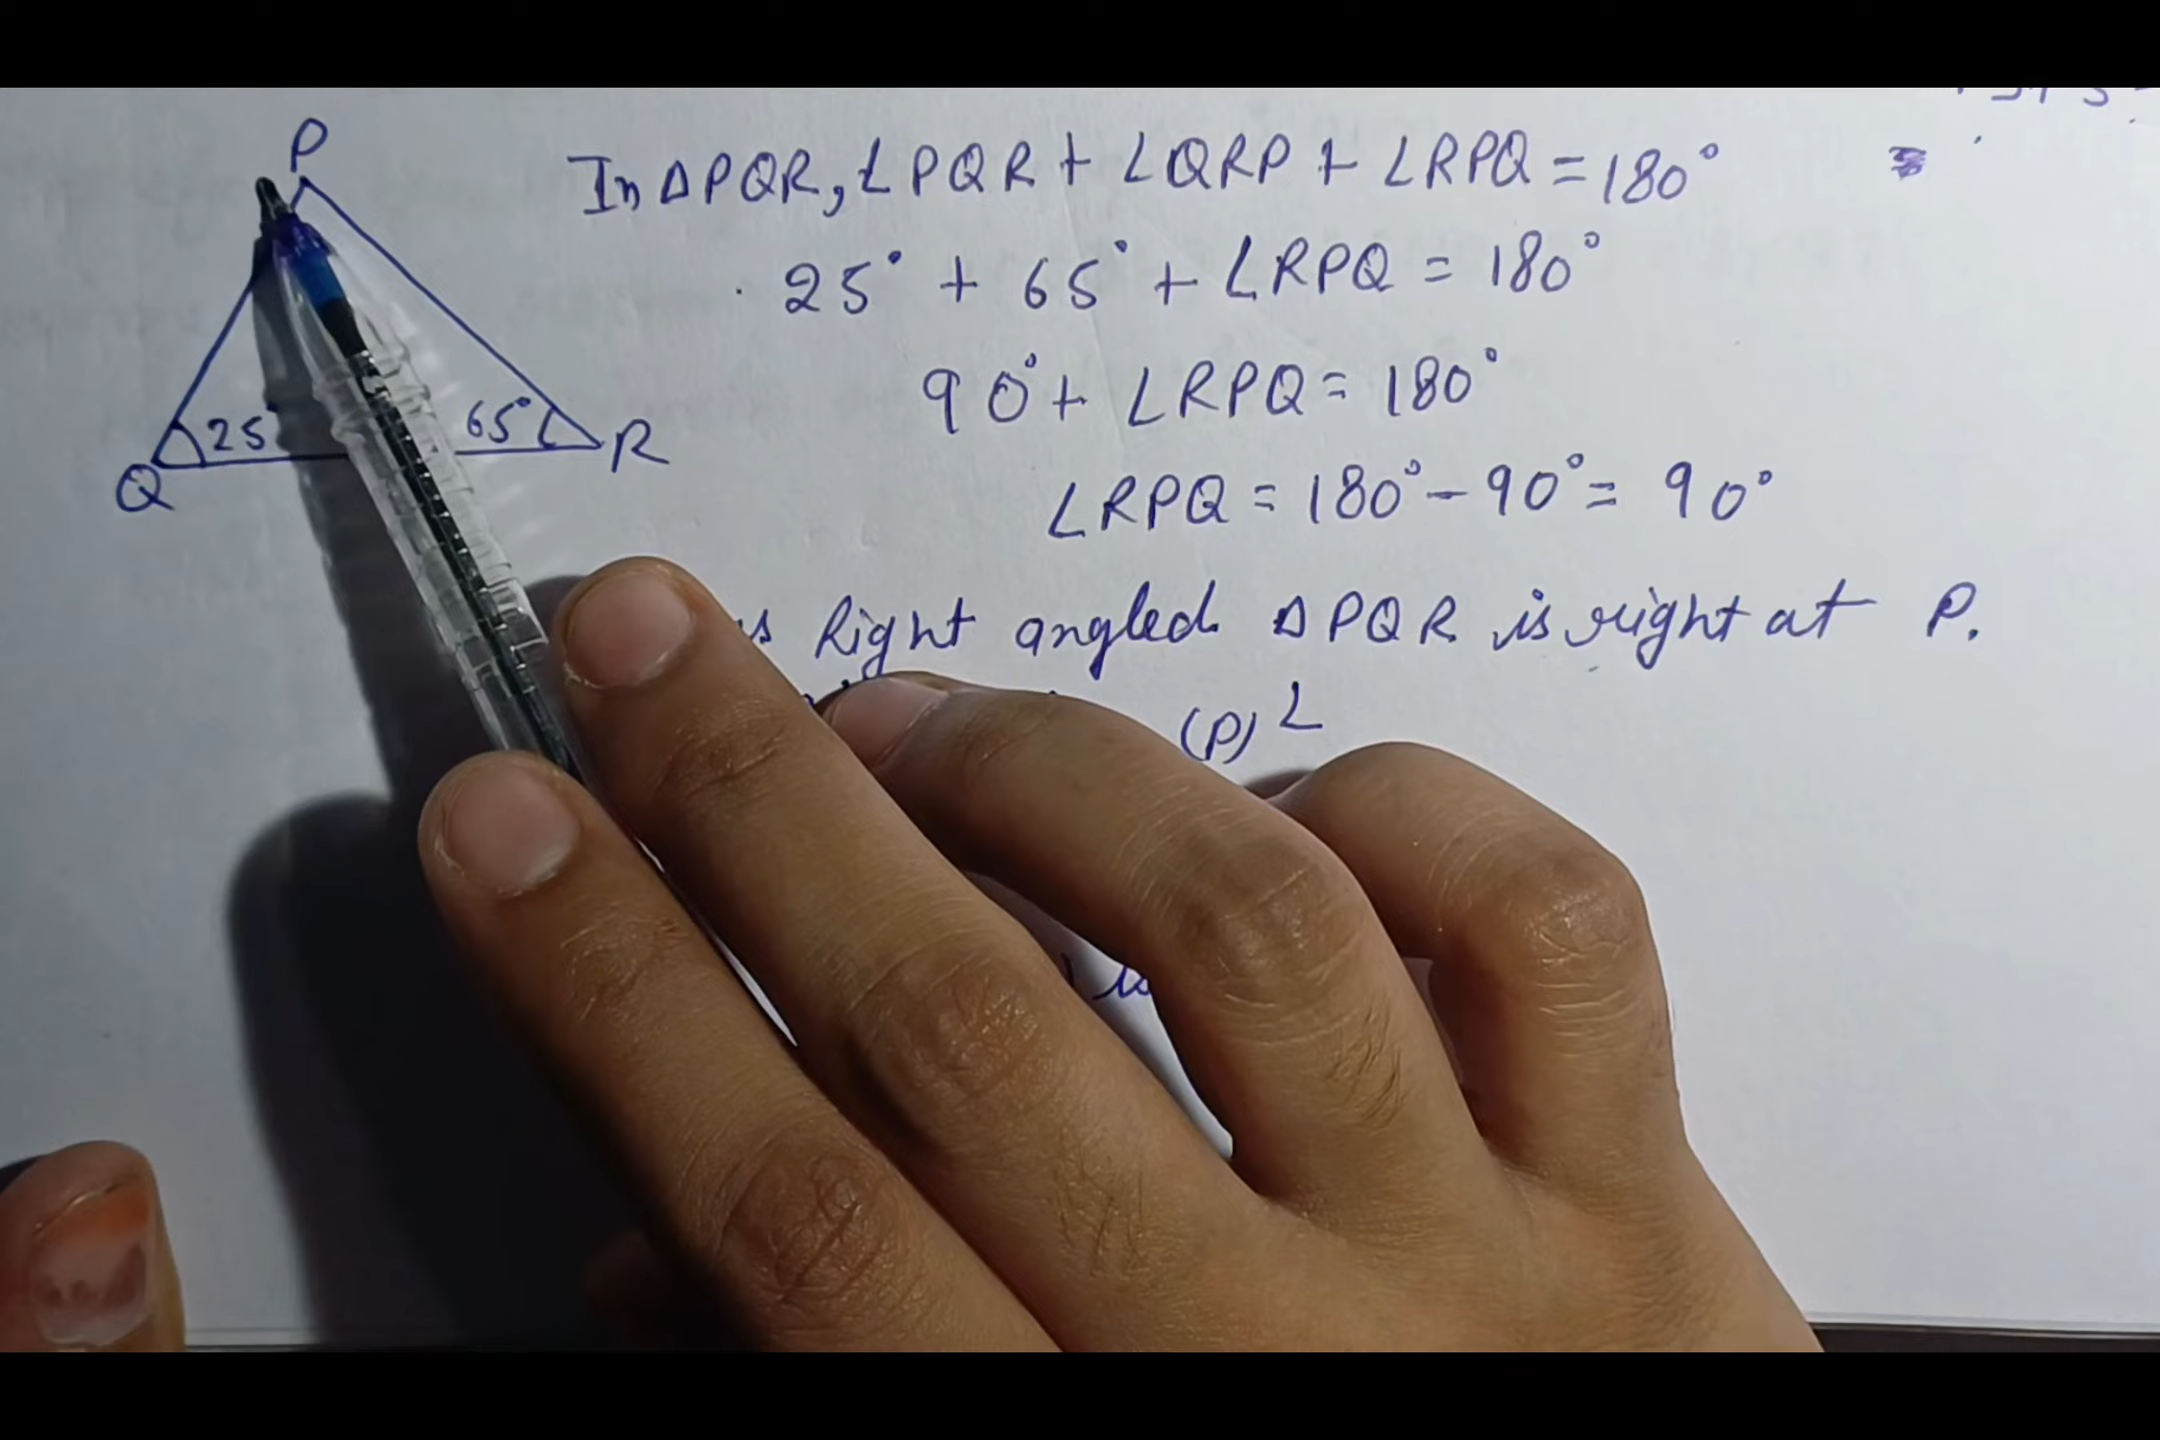 P
In ΔPQR, ∠PQR + ∠QRP + ∠RPQ = 180°
25° + 65° + ∠RPQ = 180°
90° + ∠RPQ = 180°
25 65° R
Q
∠RPQ = 180° - 90° = 90°
Right angled ΔPQR is right at P.
(P)²